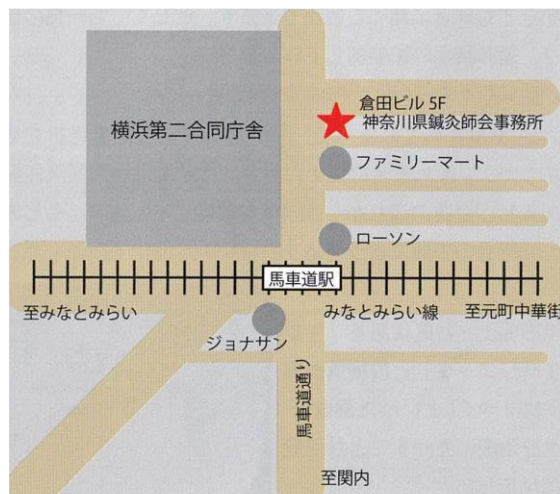 倉田ビル 5F
神奈川県鍼灸師会事務所
横浜第二合同庁舎
ファミリーマート
ローソン
馬車道駅
至みなとみらい
みなとみらい線
至元町中華街
ジョナサン
馬車道通り
至関内